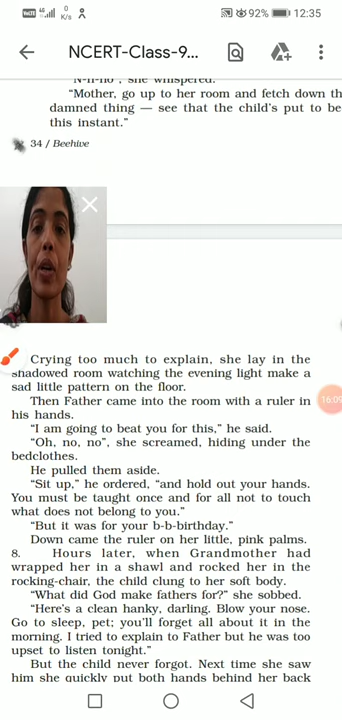 VoLTE 4G 0 K/s 92% 12:35
NCERT-Class-9...
"N-n-no", she whispered.
"Mother, go up to her room and fetch down th
damned thing — see that the child's put to be
this instant."
34 / Beehive
Crying too much to explain, she lay in the
shadowed room watching the evening light make a
sad little pattern on the floor.
Then Father came into the room with a ruler in
his hands.
"I am going to beat you for this," he said.
"Oh, no, no", she screamed, hiding under the
bedclothes.
He pulled them aside.
"Sit up," he ordered, "and hold out your hands.
You must be taught once and for all not to touch
what does not belong to you."
"But it was for your b-b-birthday."
Down came the ruler on her little, pink palms.
8. Hours later, when Grandmother had
wrapped her in a shawl and rocked her in the
rocking-chair, the child clung to her soft body.
"What did God make fathers for?" she sobbed.
"Here's a clean hanky, darling. Blow your nose.
Go to sleep, pet; you'll forget all about it in the
morning. I tried to explain to Father but he was too
upset to listen tonight."
But the child never forgot. Next time she saw
him she quickly put both hands behind her back
16:09